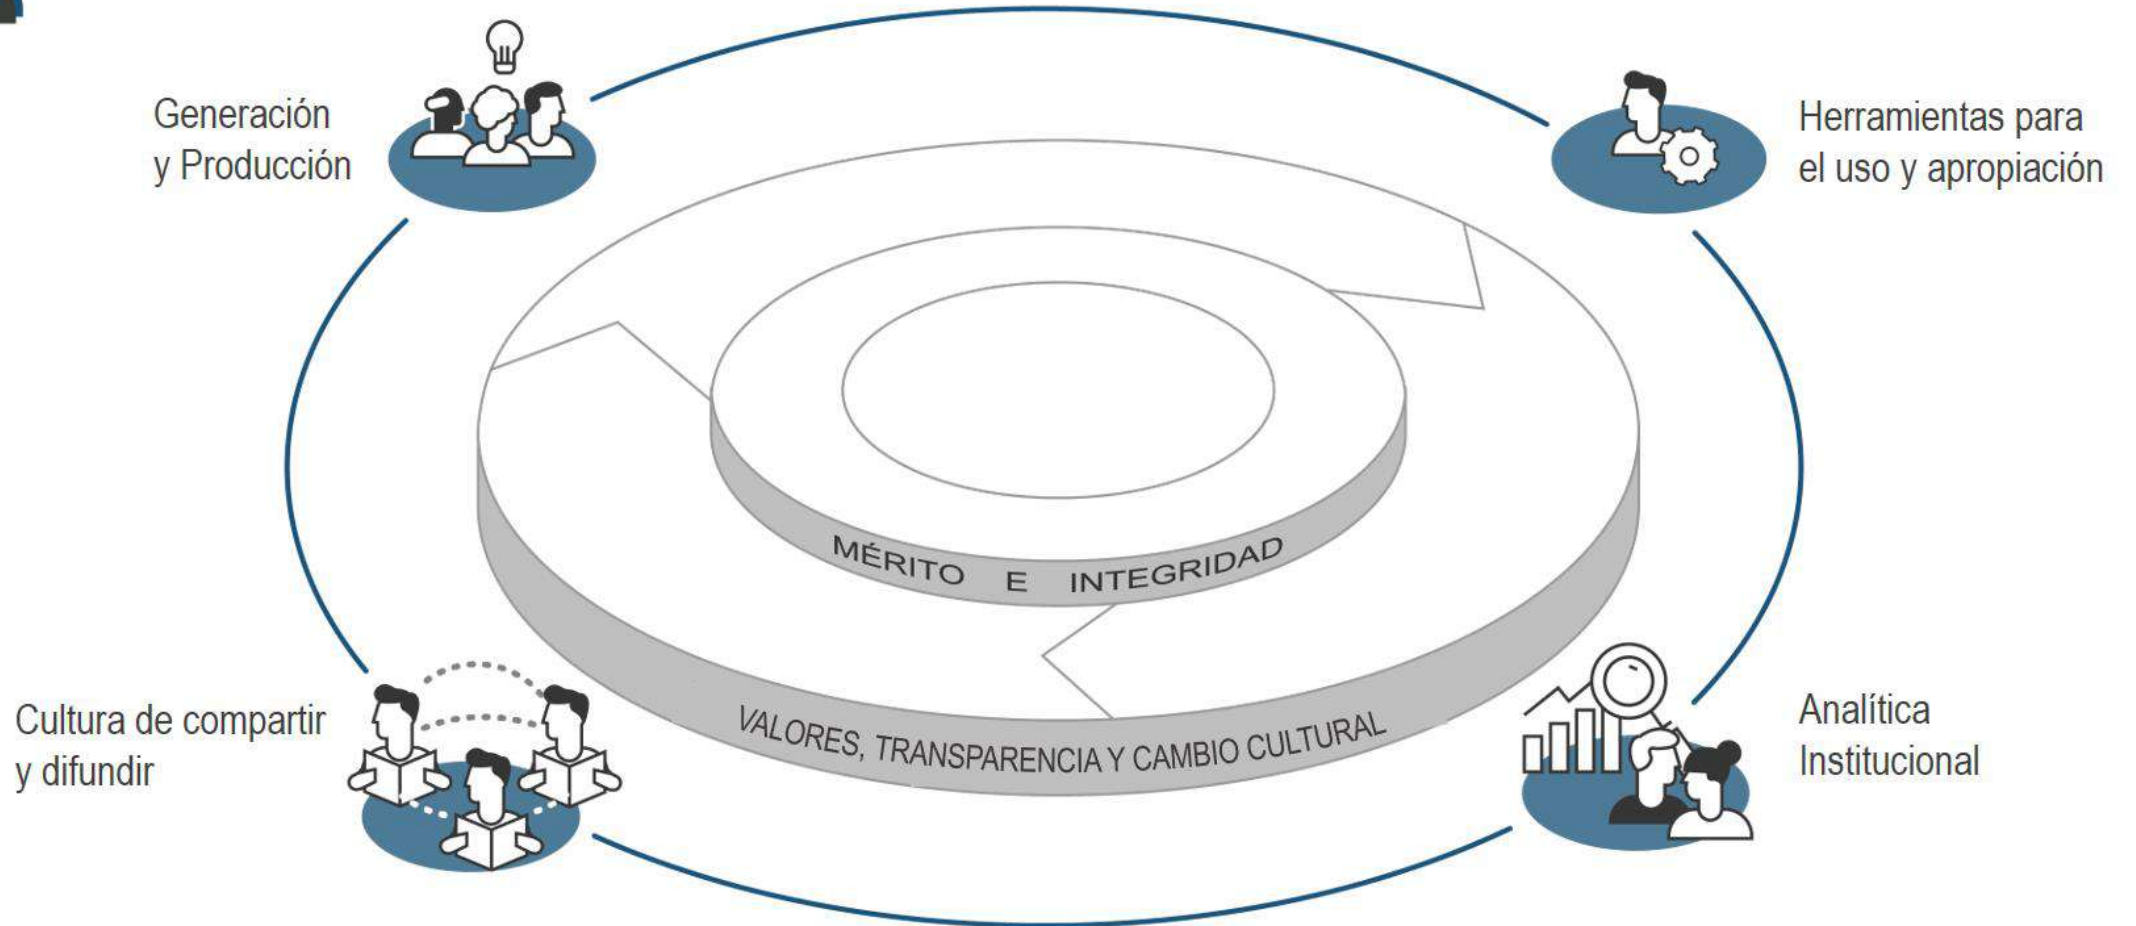 Generación
y Producción
Herramientas para
el uso y apropiación
MÉRITO E INTEGRIDAD
VALORES, TRANSPARENCIA Y CAMBIO CULTURAL
Cultura de compartir
y difundir
Analítica
Institucional